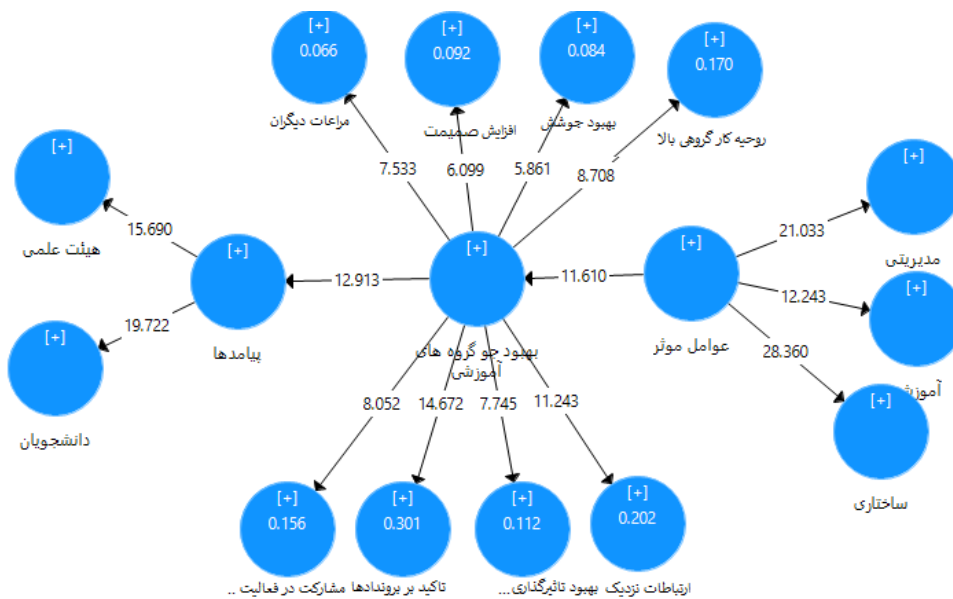 [+]
0.066
مراعات دیگران
[+]
0.092
افزایش صمیمت
[+]
0.084
بهبود جوشش
[+]
0.170
روحیه کار گروهی بالا
7.533
6.099
5.861
8.708
[+]
هیئت علمی
15.690
[+]
پیامدها
19.722
[+]
دانشجویان
12.913
[+]
بهبود جو گروه های
آموزشی
11.610
[+]
عوامل موثر
21.033
[+]
مدیریتی
12.243
[+]
28.360
[+]
ساختاری
8.052
14.672
7.745
11.243
[+]
0.156
مشارکت در فعالیت ..
[+]
0.301
تاکید بر بروندادها
[+]
0.112
بهبود تاثیرگذاری...
[+]
0.202
ارتباطات نزدیک